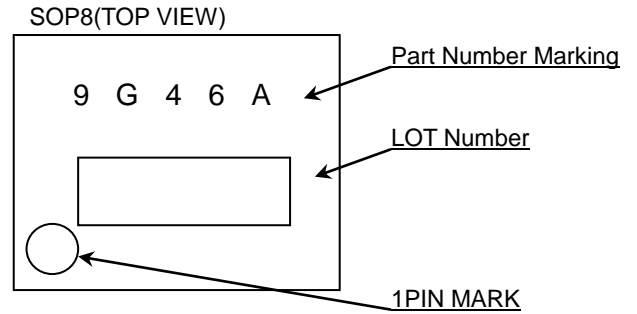 SOP8(TOP VIEW)
Part Number Marking
9 G 4 6 A
LOT Number
1PIN MARK